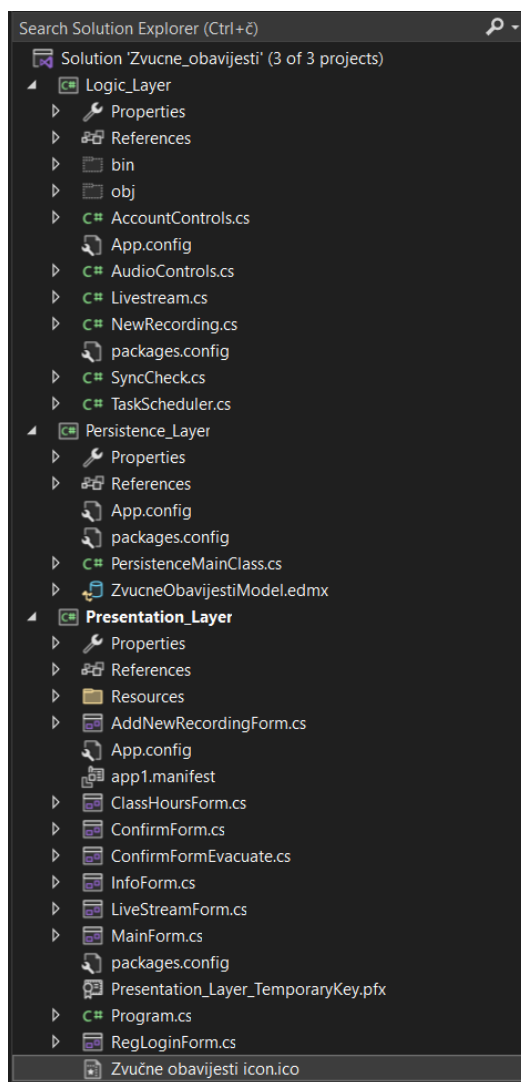 Search Solution Explorer (Ctrl+č)
Solution 'Zvucne_obavijesti' (3 of 3 projects)
C# Logic_Layer
Properties
References
bin
obj
C# AccountControls.cs
App.config
C# AudioControls.cs
C# Livestream.cs
C# NewRecording.cs
packages.config
C# SyncCheck.cs
C# TaskScheduler.cs
C# Persistence_Layer
Properties
References
App.config
packages.config
C# PersistenceMainClass.cs
ZvucneObavijestiModel.edmx
C# Presentation_Layer
Properties
References
Resources
AddNewRecordingForm.cs
App.config
app1.manifest
ClassHoursForm.cs
ConfirmForm.cs
ConfirmFormEvacuate.cs
InfoForm.cs
LiveStreamForm.cs
MainForm.cs
packages.config
Presentation_Layer_TemporaryKey.pfx
C# Program.cs
RegLoginForm.cs
Zvučne obavijesti icon.ico